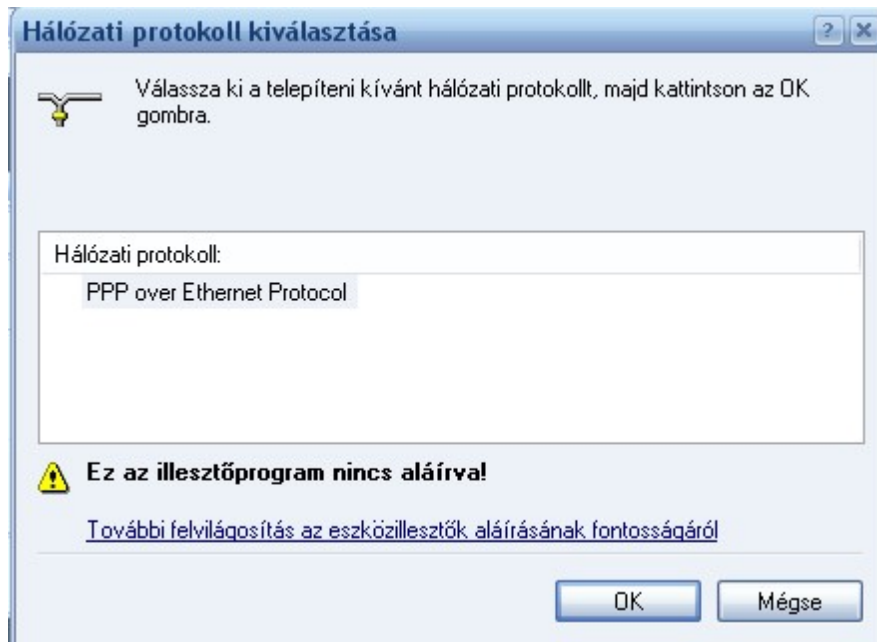 Hálózati protokoll kiválasztása
Válassza ki a telepíteni kívánt hálózati protokollt, majd kattintson az OK
gombra.
Hálózati protokoll:
PPP over Ethernet Protocol
Ez az illesztőprogram nincs aláírva!
További felvilágosítás az eszközillesztők aláírásának fontosságáról
OK
Mégse